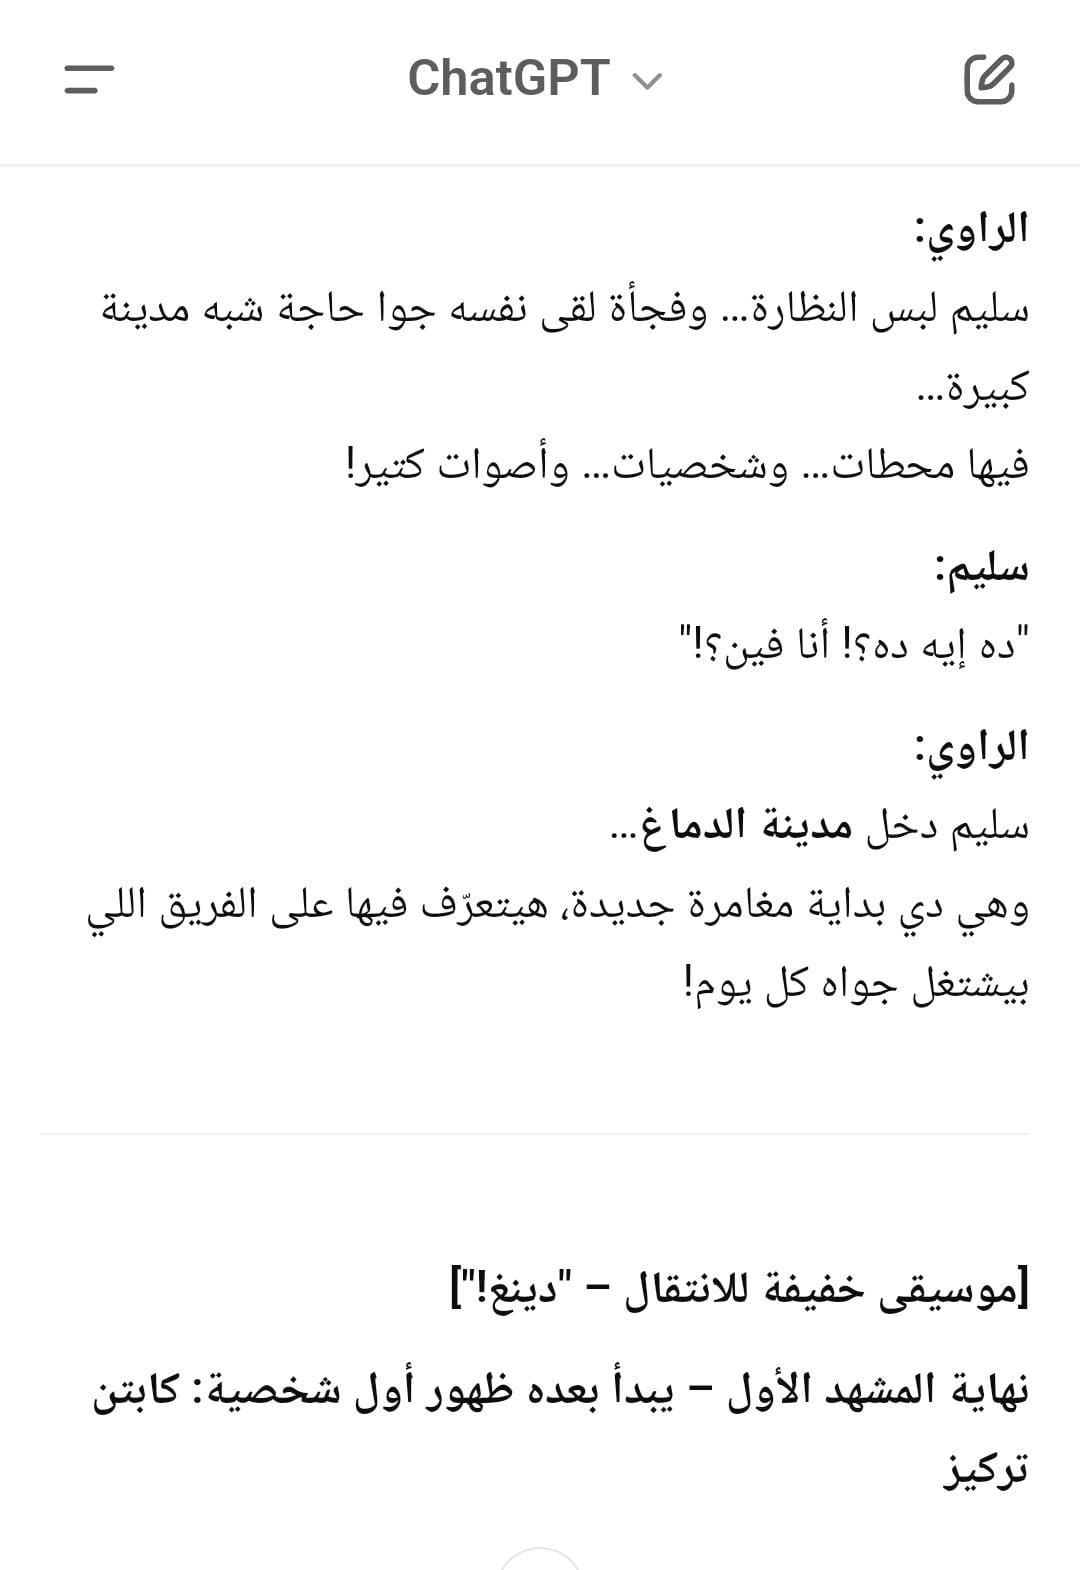 ChatGPT
الراوي:
سليم لبس النظارة... وفجأة لقى نفسه جوا حاجة شبه مدينة
كبيرة...
فيها محطات... وشخصيات... وأصوات كتير!
سليم:
"ده إيه ده؟! أنا فين؟!"
الراوي:
سليم دخل مدينة الدماغ...
وهي دي بداية مغامرة جديدة، هيتعرّف فيها على الفريق اللي
بيشتغل جواه كل يوم!
[موسيقى خفيفة للانتقال – "دينغ!"]
نهاية المشهد الأول – يبدأ بعده ظهور أول شخصية: كابتن
تركيز